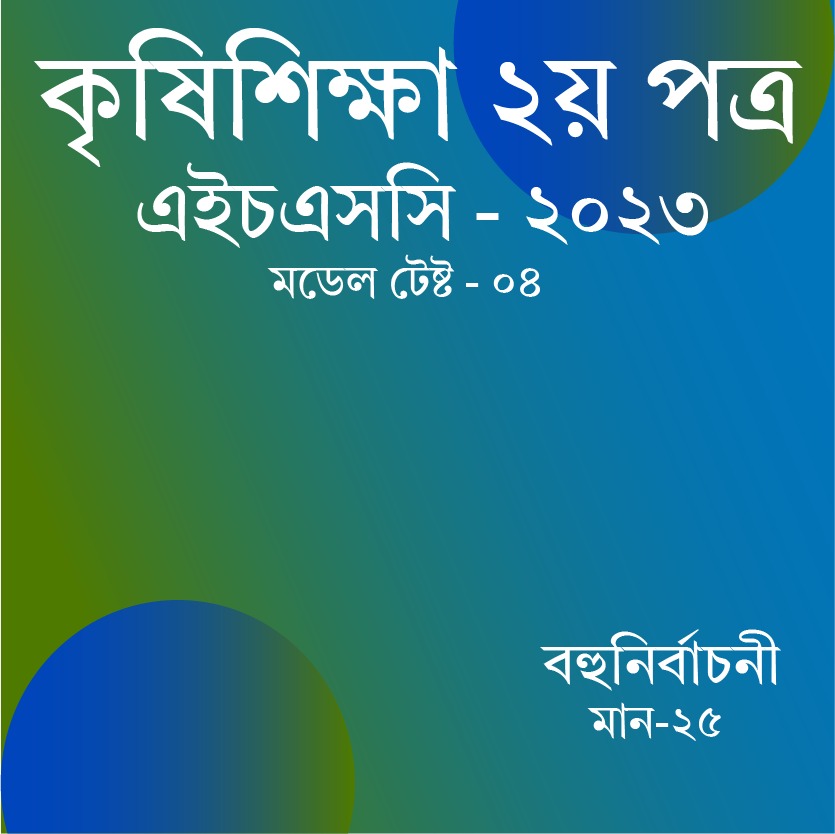 কৃষিশিক্ষা ২য় পত্র
এইচএসসি - ২০২৩
মডেল টেষ্ট - ০৪
বহুনির্বাচনী
মান-২৫